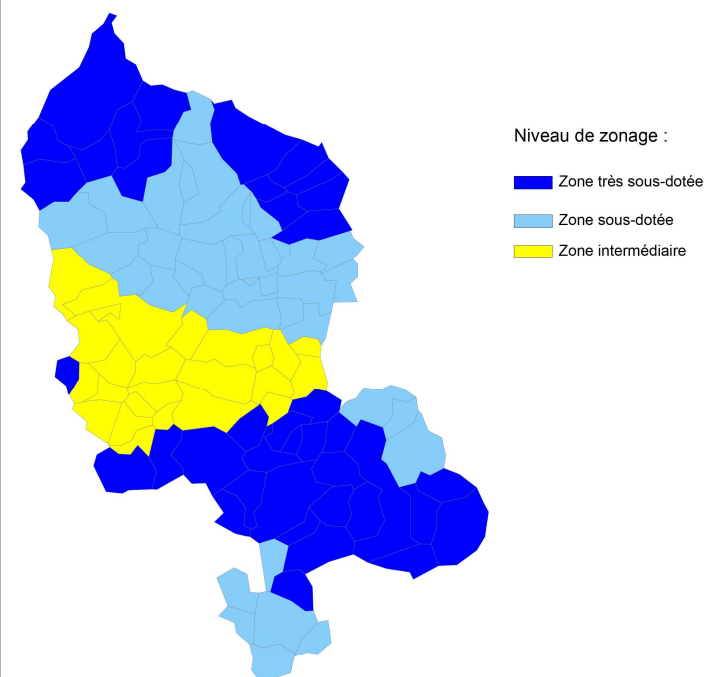 Niveau de zonage :
Zone très sous-dotée
Zone sous-dotée
Zone intermédiaire